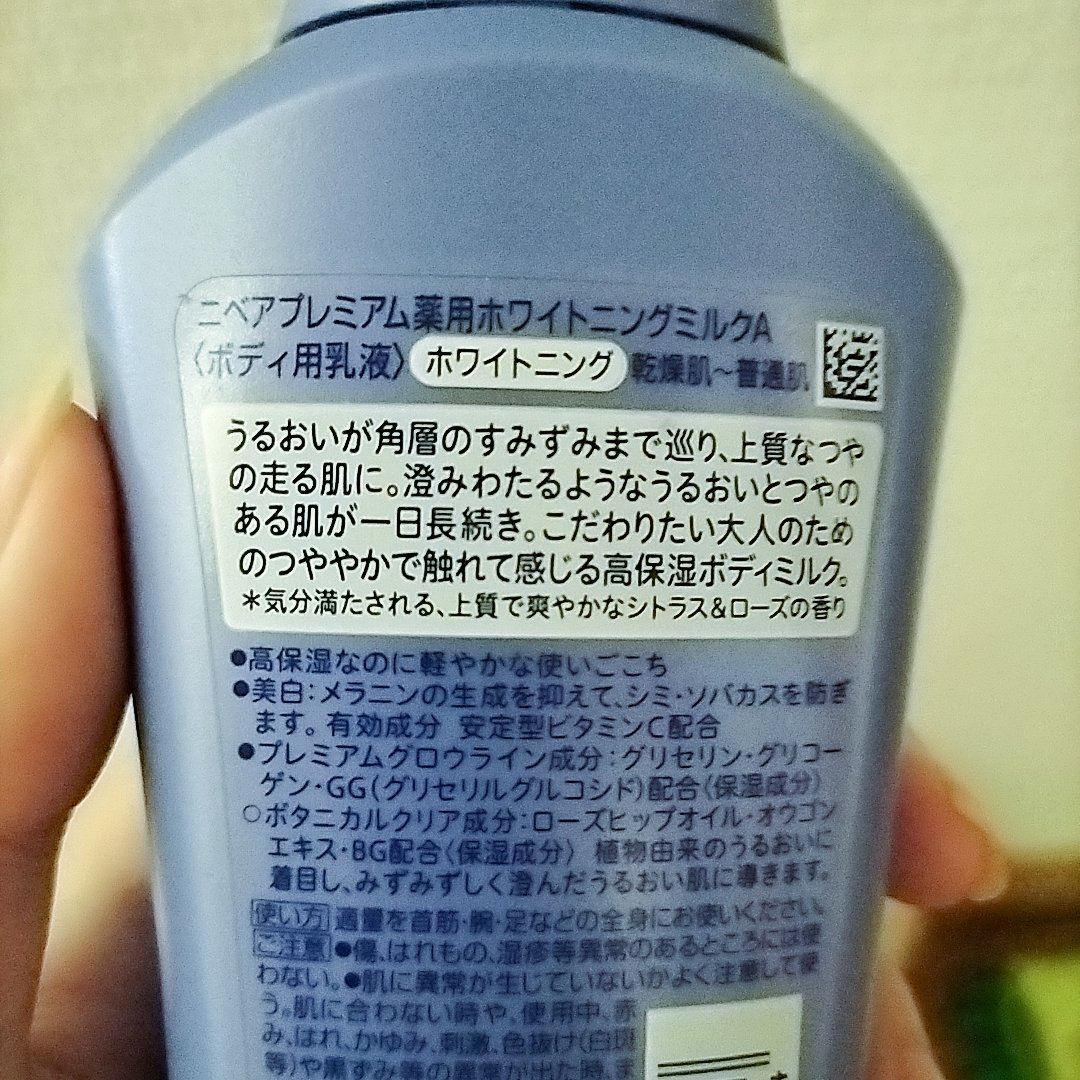 ニベアプレミアム薬用ホワイトニングミルクA
〈ボディ用乳液〉 ホワイトニング 乾燥肌～普通肌
うるおいが角層のすみずみまで巡り、上質なつや
の走る肌に。澄みわたるようなうるおいとつやの
ある肌が一日長続き。こだわりたい大人のため
のつややかで触れて感じる高保湿ボディミルク。
＊気分満たされる、上質で爽やかなシトラス&ローズの香り
●高保湿なのに軽やかな使いごこち
●美白：メラニンの生成を抑えて、シミ・ソバカスを防ぎ
ます。有効成分 安定型ビタミンC配合
●プレミアムグロウライン成分：グリセリン・グリコー
ゲン・GG(グリセリルグルコシド)配合(保湿成分)
○ボタニカルクリア成分：ローズヒップオイル・オウゴン
エキス・BG配合(保湿成分) 植物由来のうるおいに
着目し、みずみずしく澄んだうるおい肌に導きます。
使い方 適量を首筋・腕・足などの全身にお使いください。
ご注意 ●傷、はれもの、湿疹等異常のあるところには使
わない。●肌に異常が生じていないかよく注意して使
う。肌に合わない時や、使用中、赤
み、はれ、かゆみ、刺激、色抜け(白斑
等)や黒ずみ等の異常が出た時、ま